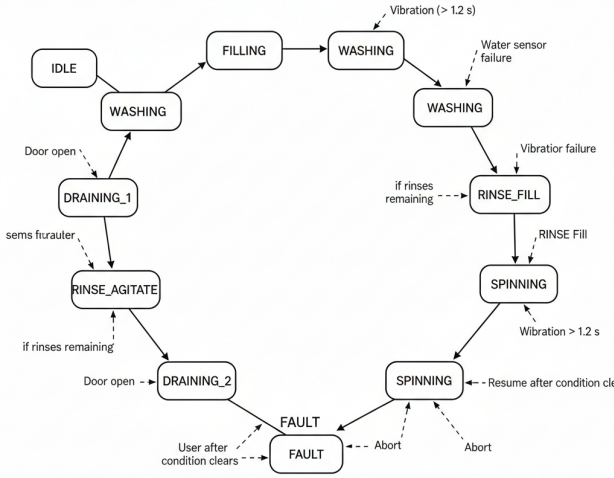 Vibration (> 1.2 s)
FILLING
WASHING
Water sensor
failure
IDLE
WASHING
WASHING
Door open
Vibratior failure
DRAINING_1
if rinses
remaining
RINSE_FILL
sems
RINSE Fill
RINSE_AGITATE
SPINNING
Wibration > 1.2 s
if rinses remaining
Door open
DRAINING_2
SPINNING
Resume after condition cle
FAULT
User after
condition clears
FAULT
Abort
Abort